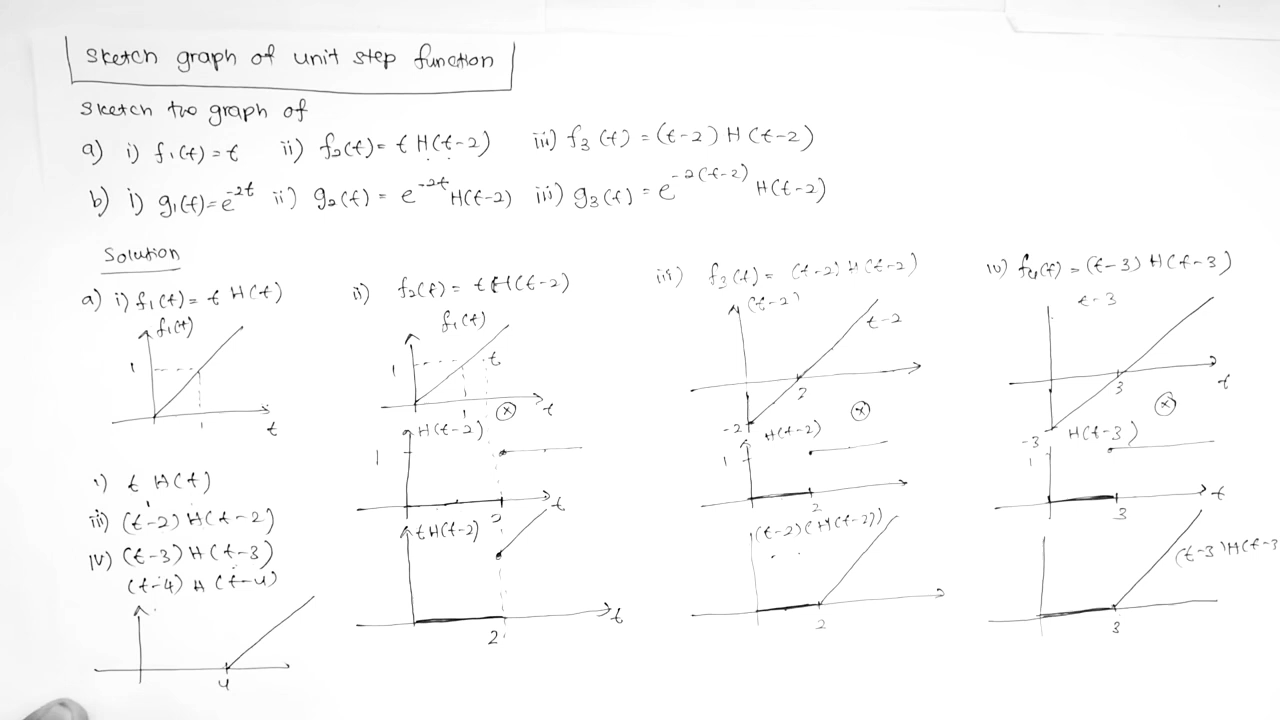 Sketch graph of unit step function
Sketch two graph of
a) i) f₁(t) = t ii) f₂(t) = t H(t-2) iii) f₃(t) = (t-2) H(t-2)
b) i) g₁(t) = e^-2t ii) g₂(t) = e^-2t H(t-2) iii) g₃(t) = e^-2(t-2) H(t-2)
Solution
a) i) f₁(t) = t H(t)
f₁(t)
1
1
t
i) t H(t)
iii) (t-2) H(t-2)
iv) (t-3) H(t-3)
(t-4) H(t-4)
4
ii) f₂(t) = t H(t-2)
f₁(t)
1
t
1
x
t
H(t-2)
1
2
t
t H(t-2)
2
t
iii) f₃(t) = (t-2) H(t-2)
(t-2)
t-2
2
-2
x
H(t-2)
1
2
(t-2)(H(t-2))
2
iv) f₄(t) = (t-3) H(t-3)
t-3
3
t
-3
x
H(t-3)
1
3
t
(t-3)H(t-3
3